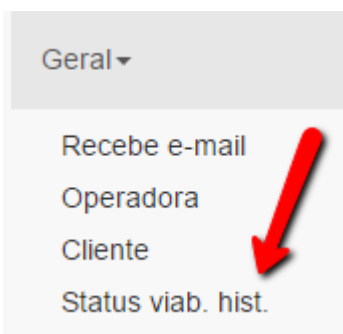 Geral
Recebe e-mail
Operadora
Cliente
Status viab. hist.